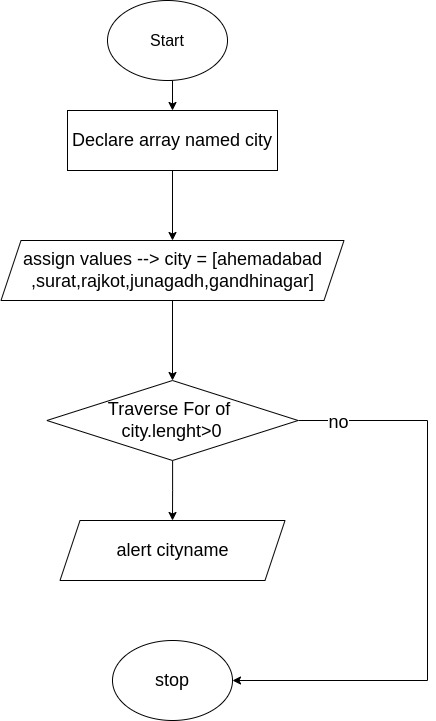 Start
Declare array named city
assign values --> city = [ahemadabad
,surat,rajkot,junagadh,gandhinagar]
Traverse For of
city.lenght>0
no
alert cityname
stop